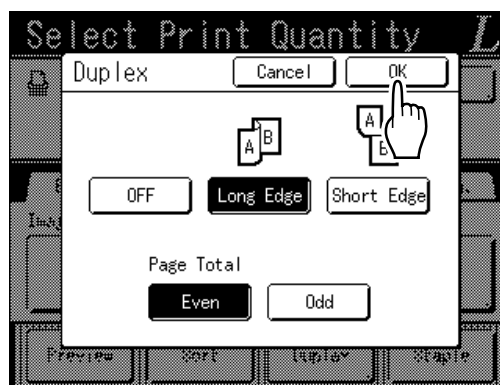 Select Print Quantity
Duplex Cancel OK
A B A
OFF Long Edge Short Edge
Page Total
Even Odd
Preview Sort Duplex Staple